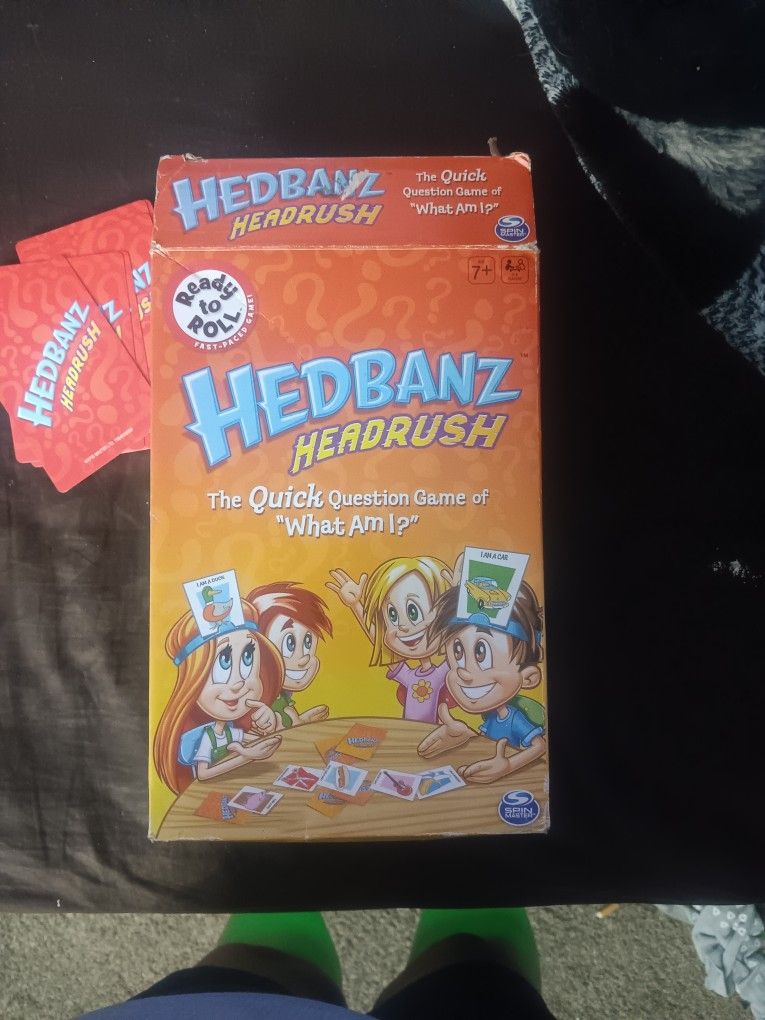 HEDBANZ
HEADRUSH
The Quick
Question Game of
"What Am I?"
SPIN
MASTER
7+
Ready
to
ROLL
FAST-PACED GAME!
HEDBANZ™
HEADRUSH
The Quick Question Game of
"What Am I?"
I AM A DUCK
I AM A CAR
HEDBANZ
SPIN
MASTER
HEDBANZ
HEADRUSH